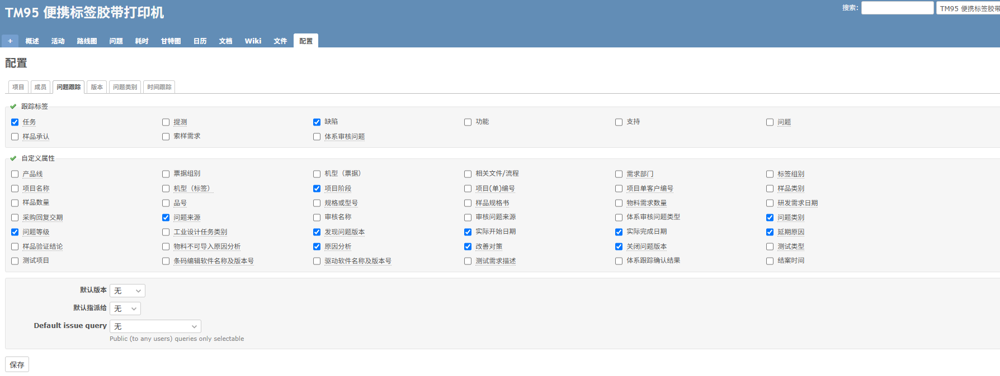 TM95 便携标签胶带打印机
搜索:
TM95 便携标签胶带
+ 概述 活动 路线图 问题 耗时 甘特图 日历 文档 Wiki 文件 配置
配置
项目 成员 问题跟踪 版本 问题类别 时间跟踪
跟踪标签
任务 提测 缺陷 功能 支持 问题
样品承认 索样需求 体系审核问题
自定义属性
产品线 票据组别 机型（票据） 相关文件/流程 需求部门 标签组别
项目名称 机型（标签） 项目阶段 项目(单)编号 项目单客户编号 样品类别
样品数量 品号 规格或型号 样品规格书 物料需求数量 研发需求日期
采购回复交期 问题来源 审核名称 审核问题来源 体系审核问题类型 问题类别
问题等级 工业设计任务类别 发现问题版本 实际开始日期 实际完成日期 延期原因
样品验证结论 物料不可导入原因分析 原因分析 改善对策 关闭问题版本 测试类型
测试项目 条码编辑软件名称及版本号 驱动软件名称及版本号 测试需求描述 体系跟踪确认结果 结案时间
默认版本 无
默认指派给 无
Default issue query 无
Public (to any users) queries only selectable
保存